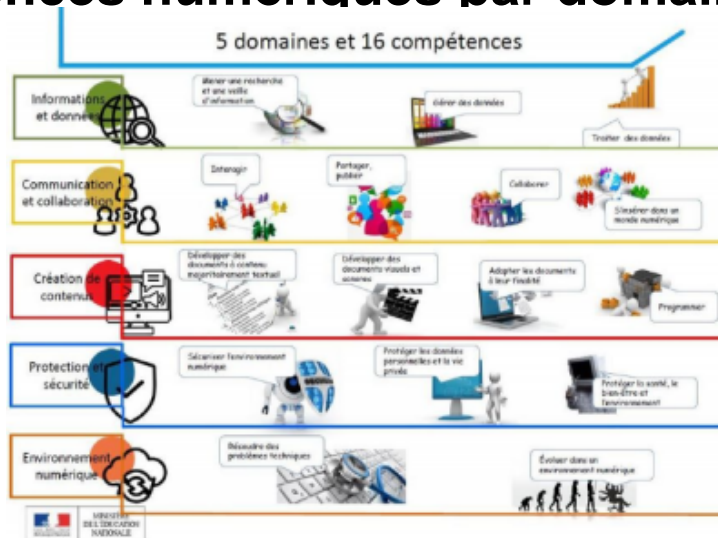 numériques par domai
5 domaines et 16 compétences
Informations
et données
Mener une recherche
et une veille
d'information
Gérer des données
Traiter des données
Communication
et collaboration
Interagir
Partager,
publier
Collaborer
S'insérer dans un
monde numérique
Création de
contenus
Développer des
documents à contenu
majoritairement textuel
Développer des
documents visuels et
sonores
Adapter les documents
à leur finalité
Programmer
Protection et
sécurité
Sécuriser l'environnement
numérique
Protéger les données
personnelles et la vie
privée
Protéger la santé, le
bien-être et
l'environnement
Environnement
numérique
Résoudre des
problèmes techniques
Évoluer dans un
environnement numérique
MINISTÈRE
DE L'ÉDUCATION
NATIONALE